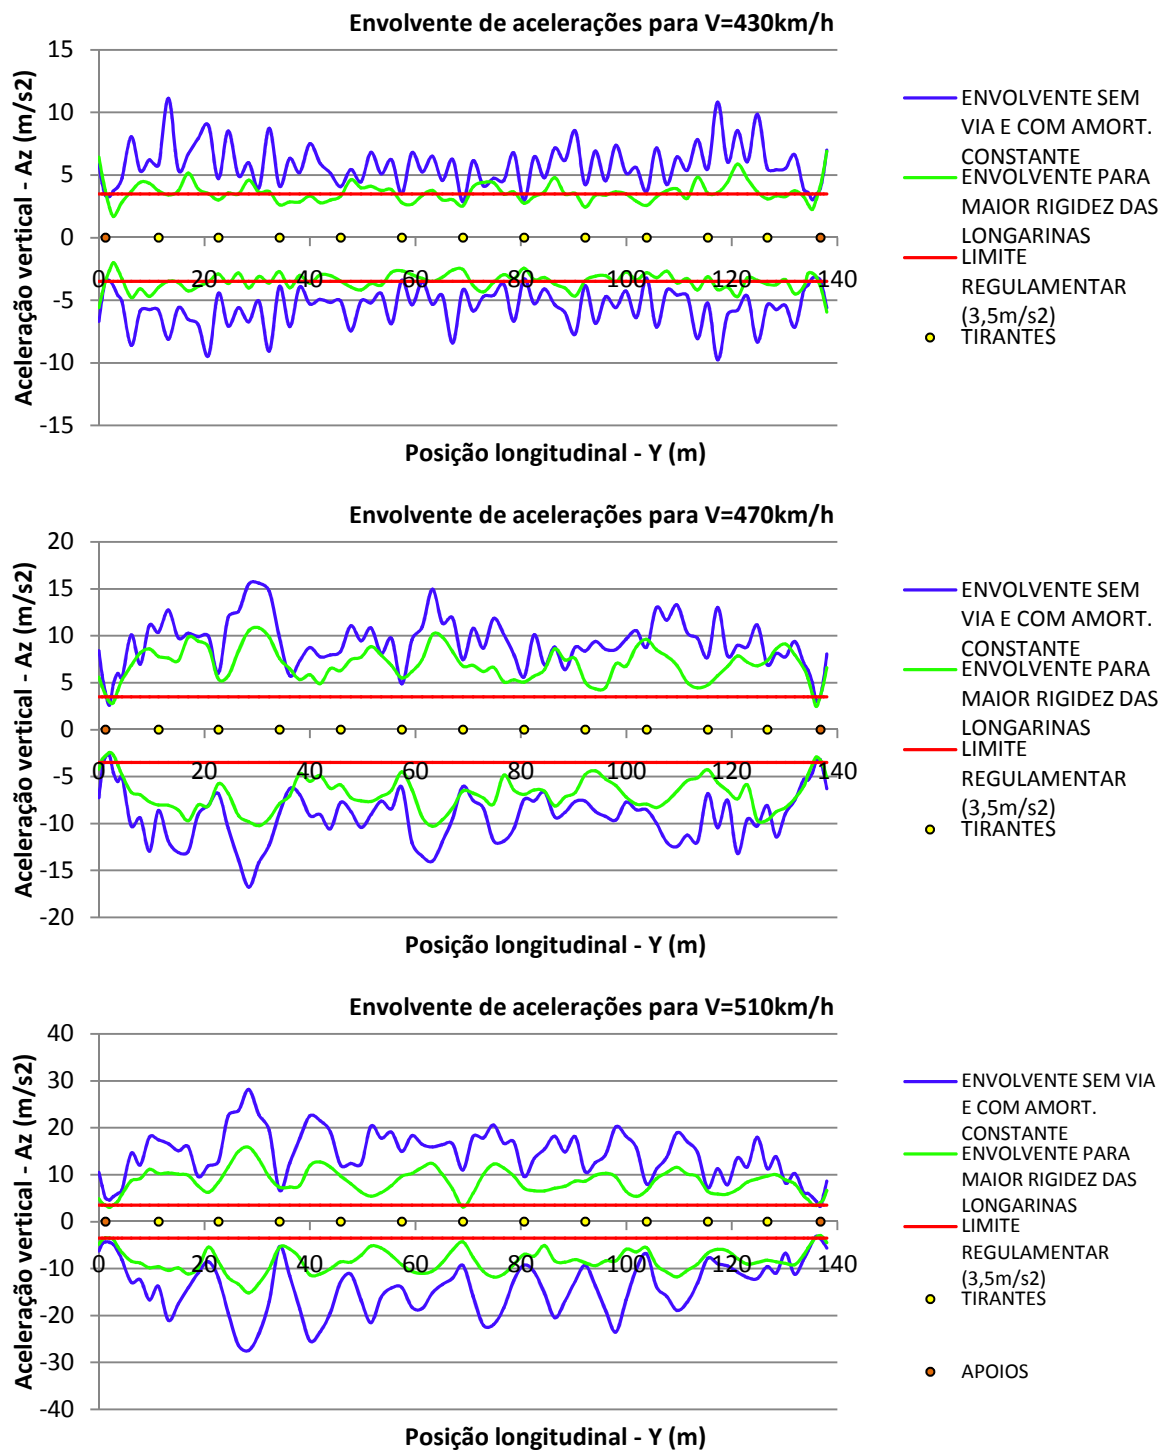 Envolvente de acelerações para V=430km/h
Aceleração vertical - Az (m/s2)
15
10
5
0
-5
-10
-15
0 20 40 60 80 100 120 140
Posição longitudinal - Y (m)
ENVOLVENTE SEM
VIA E COM AMORT.
CONSTANTE
ENVOLVENTE PARA
MAIOR RIGIDEZ DAS
LONGARINAS
LIMITE
REGULAMENTAR
(3,5m/s2)
TIRANTES
Envolvente de acelerações para V=470km/h
Aceleração vertical - Az (m/s2)
20
15
10
5
0
-5
-10
-15
-20
0 20 40 60 80 100 120 140
Posição longitudinal - Y (m)
ENVOLVENTE SEM
VIA E COM AMORT.
CONSTANTE
ENVOLVENTE PARA
MAIOR RIGIDEZ DAS
LONGARINAS
LIMITE
REGULAMENTAR
(3,5m/s2)
TIRANTES
Envolvente de acelerações para V=510km/h
Aceleração vertical - Az (m/s2)
40
30
20
10
0
-10
-20
-30
-40
0 20 40 60 80 100 120 140
Posição longitudinal - Y (m)
ENVOLVENTE SEM VIA
E COM AMORT.
CONSTANTE
ENVOLVENTE PARA
MAIOR RIGIDEZ DAS
LONGARINAS
LIMITE
REGULAMENTAR
(3,5m/s2)
TIRANTES
APOIOS